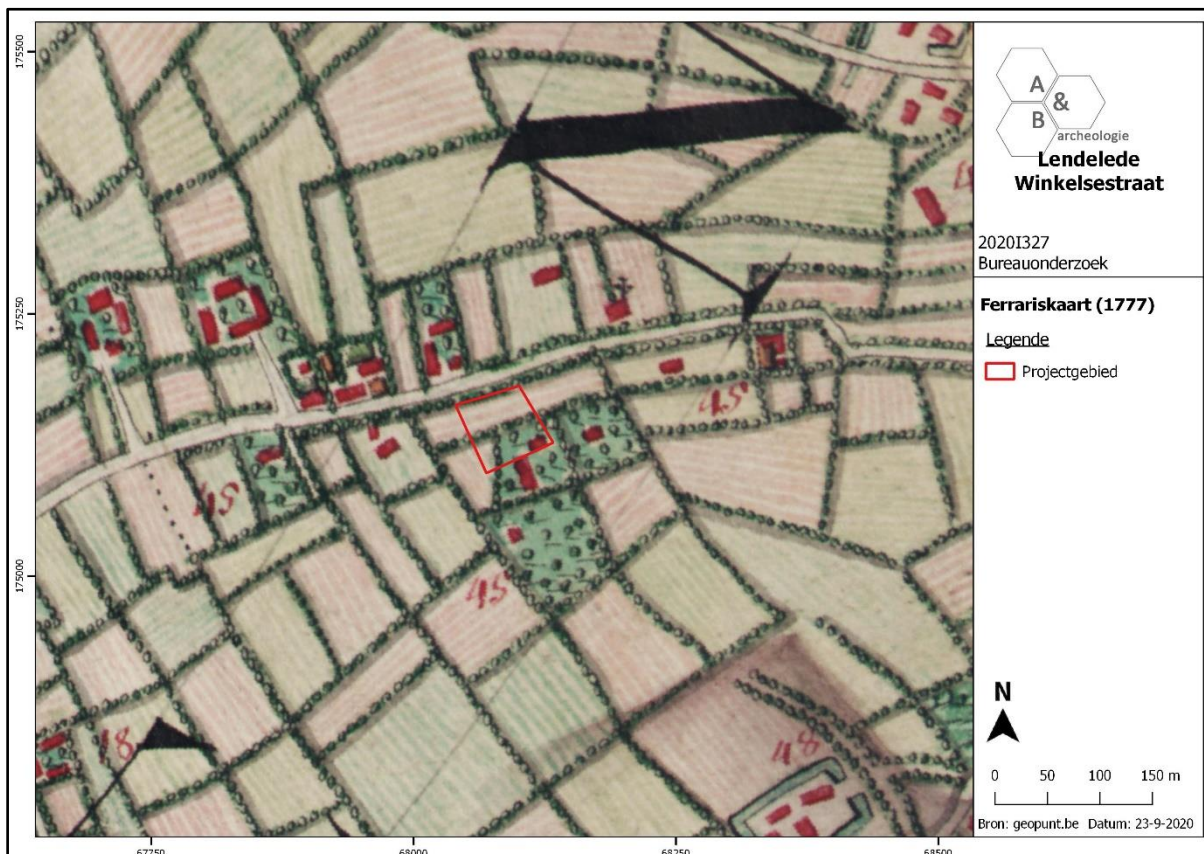 175500
175250
175000
67750
68000
68250
68500
45
45
45
48
48
A
&
B
archeologie
Lendelede
Winkelsestraat
2020I327
Bureauonderzoek
Ferrariskaart (1777)
Legende
Projectgebied
N
0 50 100 150 m
Bron: geopunt.be Datum: 23-9-2020